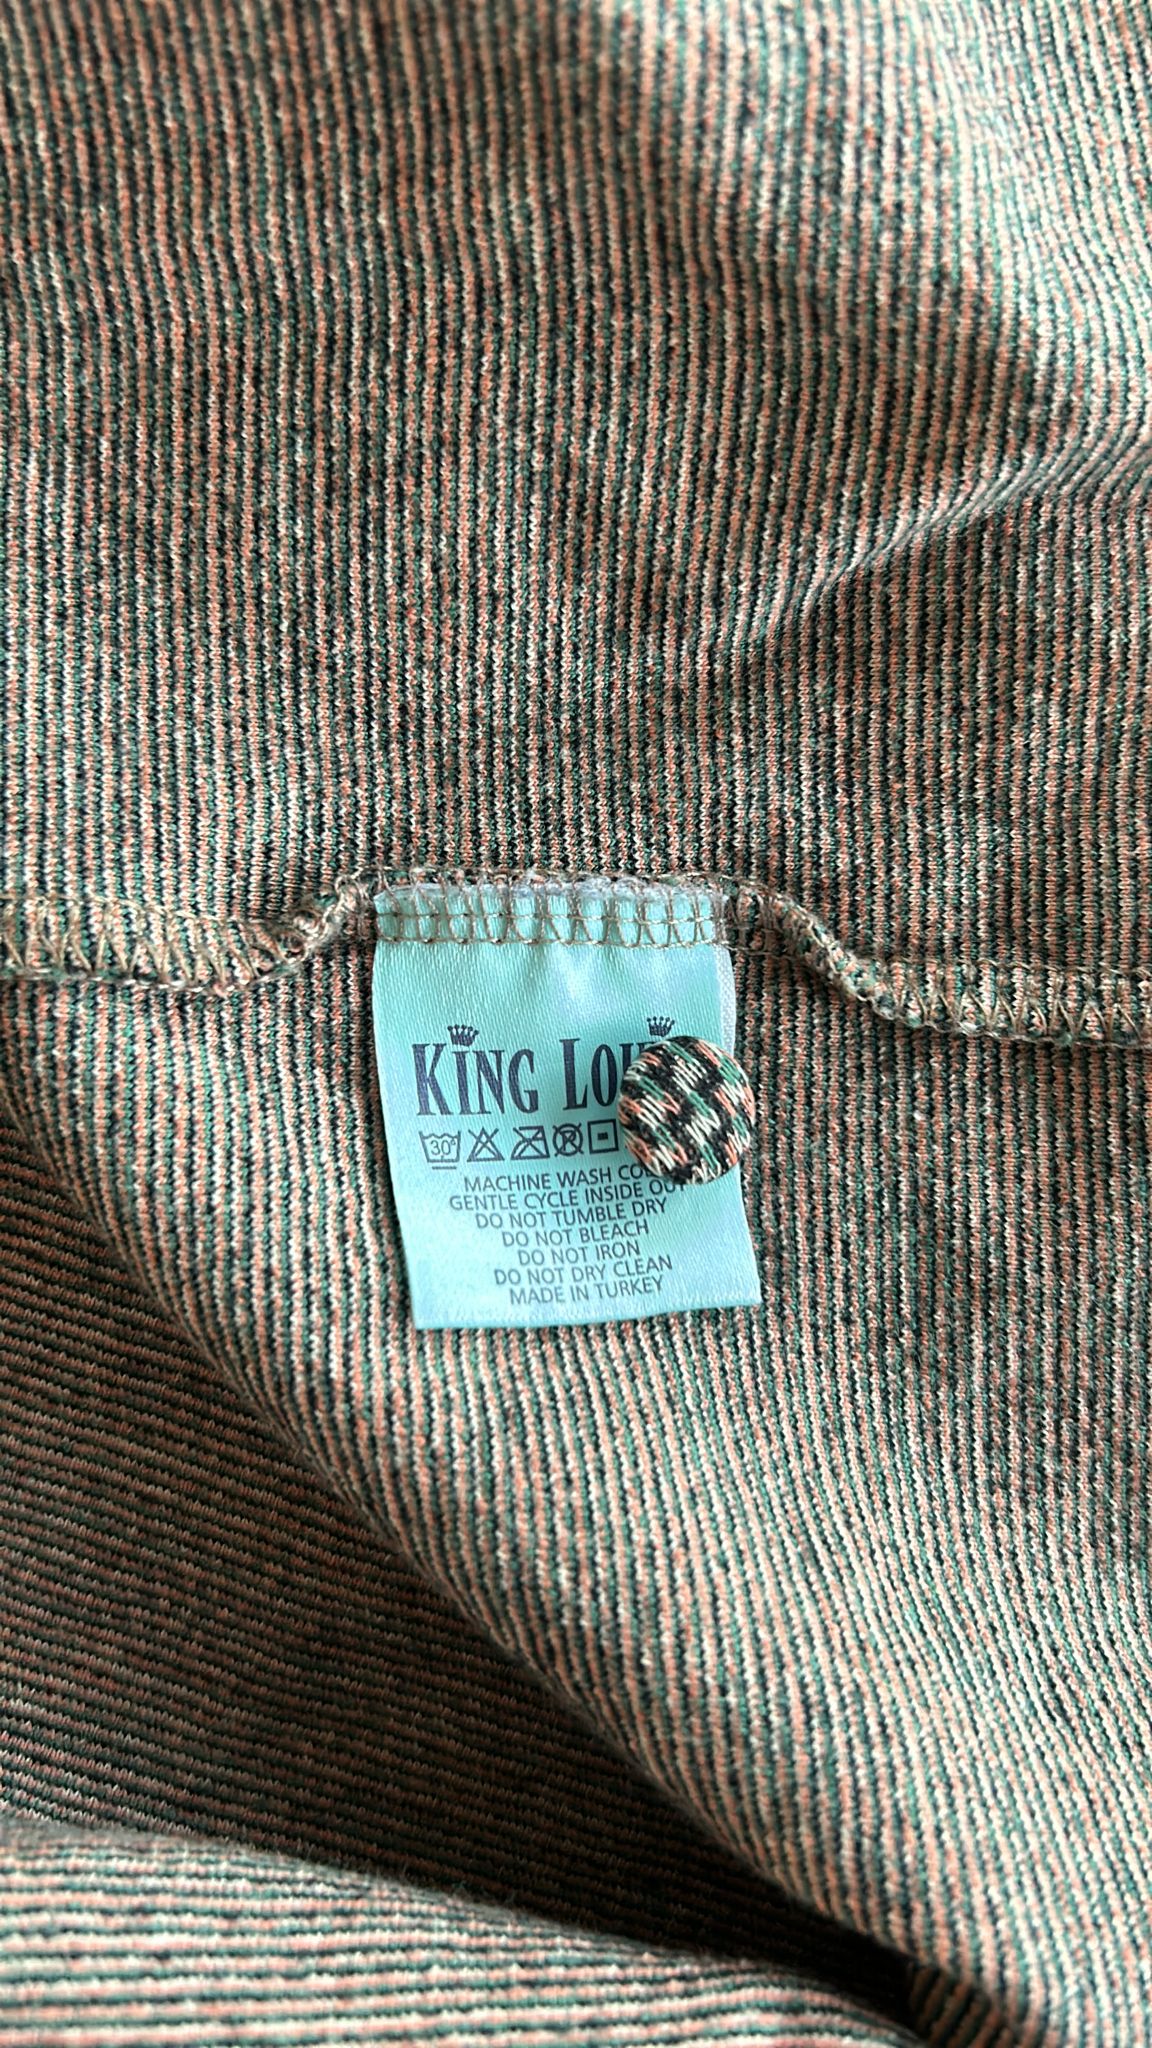 KING
30°
MACHINE WASH
GENTLE CYCLE INSIDE OUT
DO NOT TUMBLE DRY
DO NOT BLEACH
DO NOT IRON
DO NOT DRY CLEAN
MADE IN TURKEY